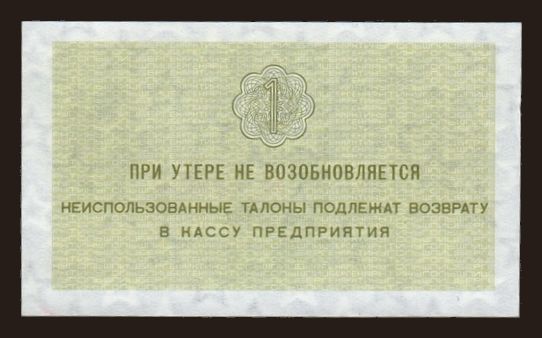 1
ПРИ УТЕРЕ НЕ ВОЗОБНОВЛЯЕТСЯ
НЕИСПОЛЬЗОВАННЫЕ ТАЛОНЫ ПОДЛЕЖАТ ВОЗВРАТУ
В КАССУ ПРЕДПРИЯТИЯ